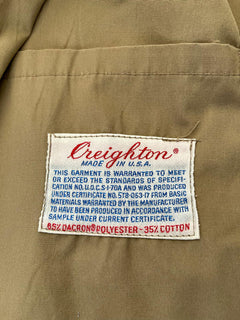 Creighton®
MADE IN U.S.A.
THIS GARMENT IS WARRANTED TO MEET
OR EXCEED THE STANDARDS OF SPECIFI-
CATION NO. U.D.C.S-1-70A AND WAS PRODUCED
UNDER CERTIFICATE NO. 578-063-17 FROM BASIC
MATERIALS WARRANTED BY THE MANUFACTURER
TO HAVE BEEN PRODUCED IN ACCORDANCE WITH
SAMPLE UNDER CURRENT CERTIFICATE.
65% DACRON® POLYESTER - 35% COTTON